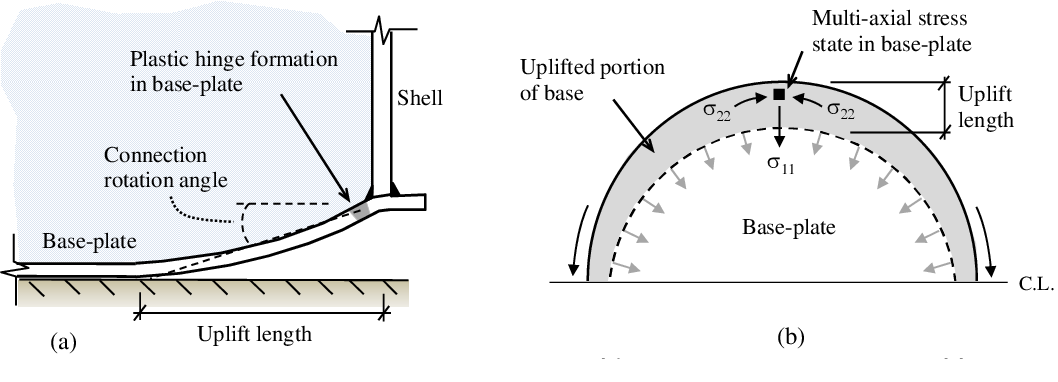 Plastic hinge formation
in base-plate
Shell
Connection
rotation angle
Base-plate
Uplift length
(a)
Multi-axial stress
state in base-plate
Uplifted portion
of base
σ22
σ22
Uplift
length
σ11
Base-plate
C.L.
(b)